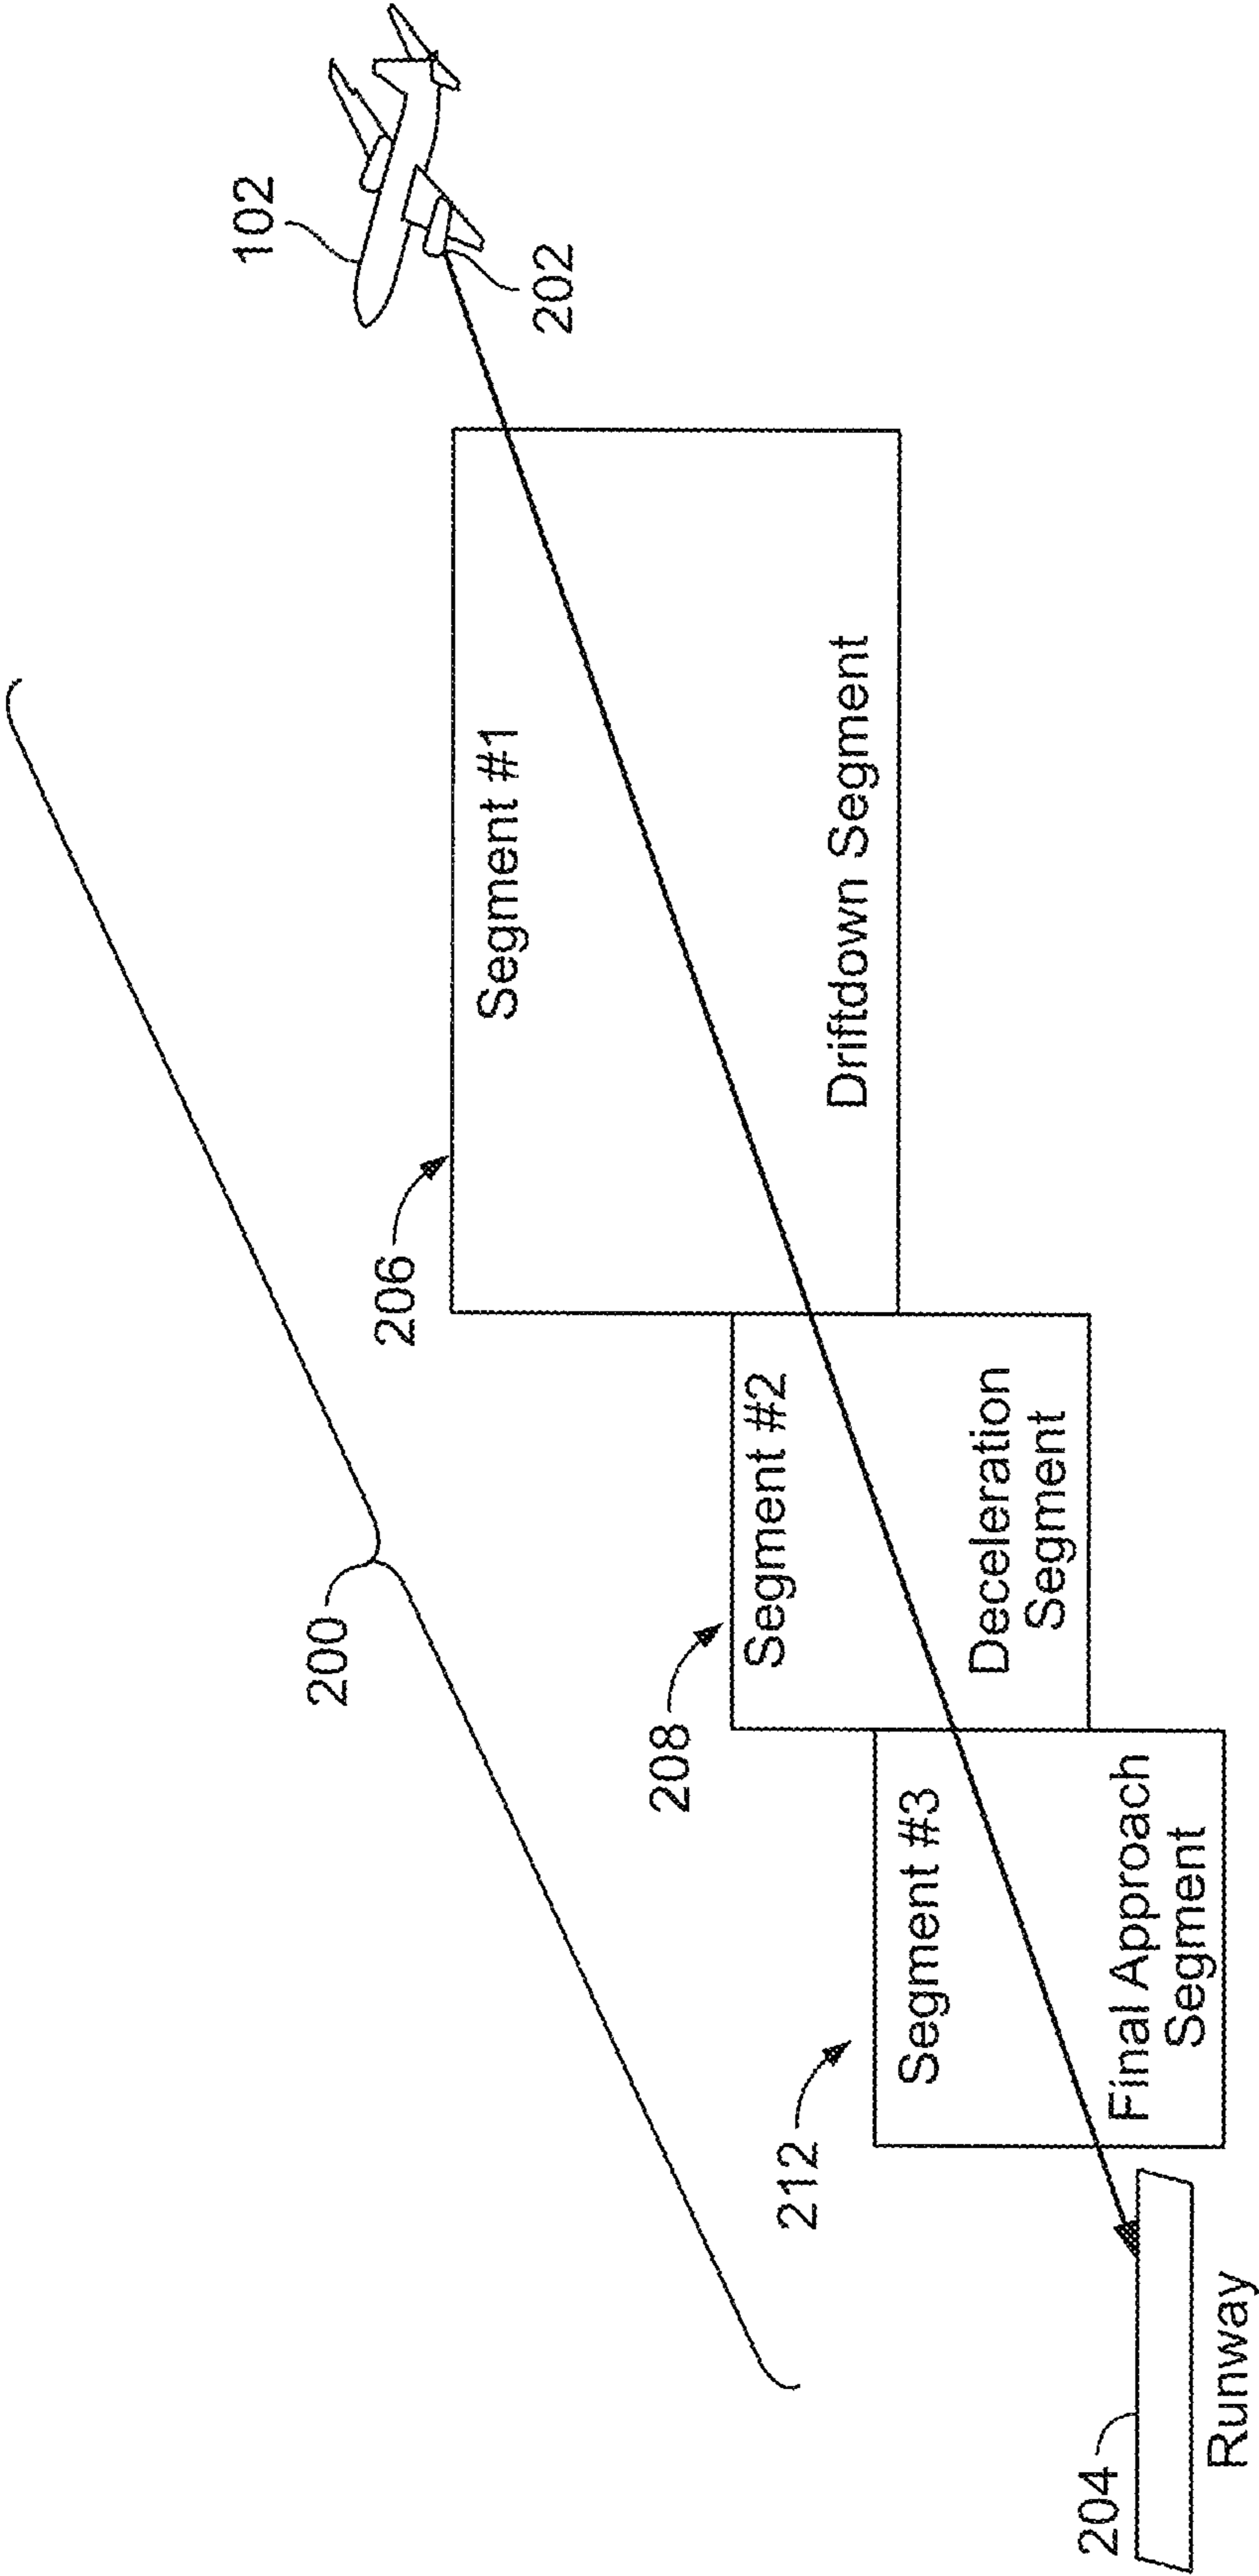 102
202
200
206
Segment #1
Driftdown Segment
208
Segment #2
Deceleration
Segment
212
Segment #3
Final Approach
Segment
204
Runway